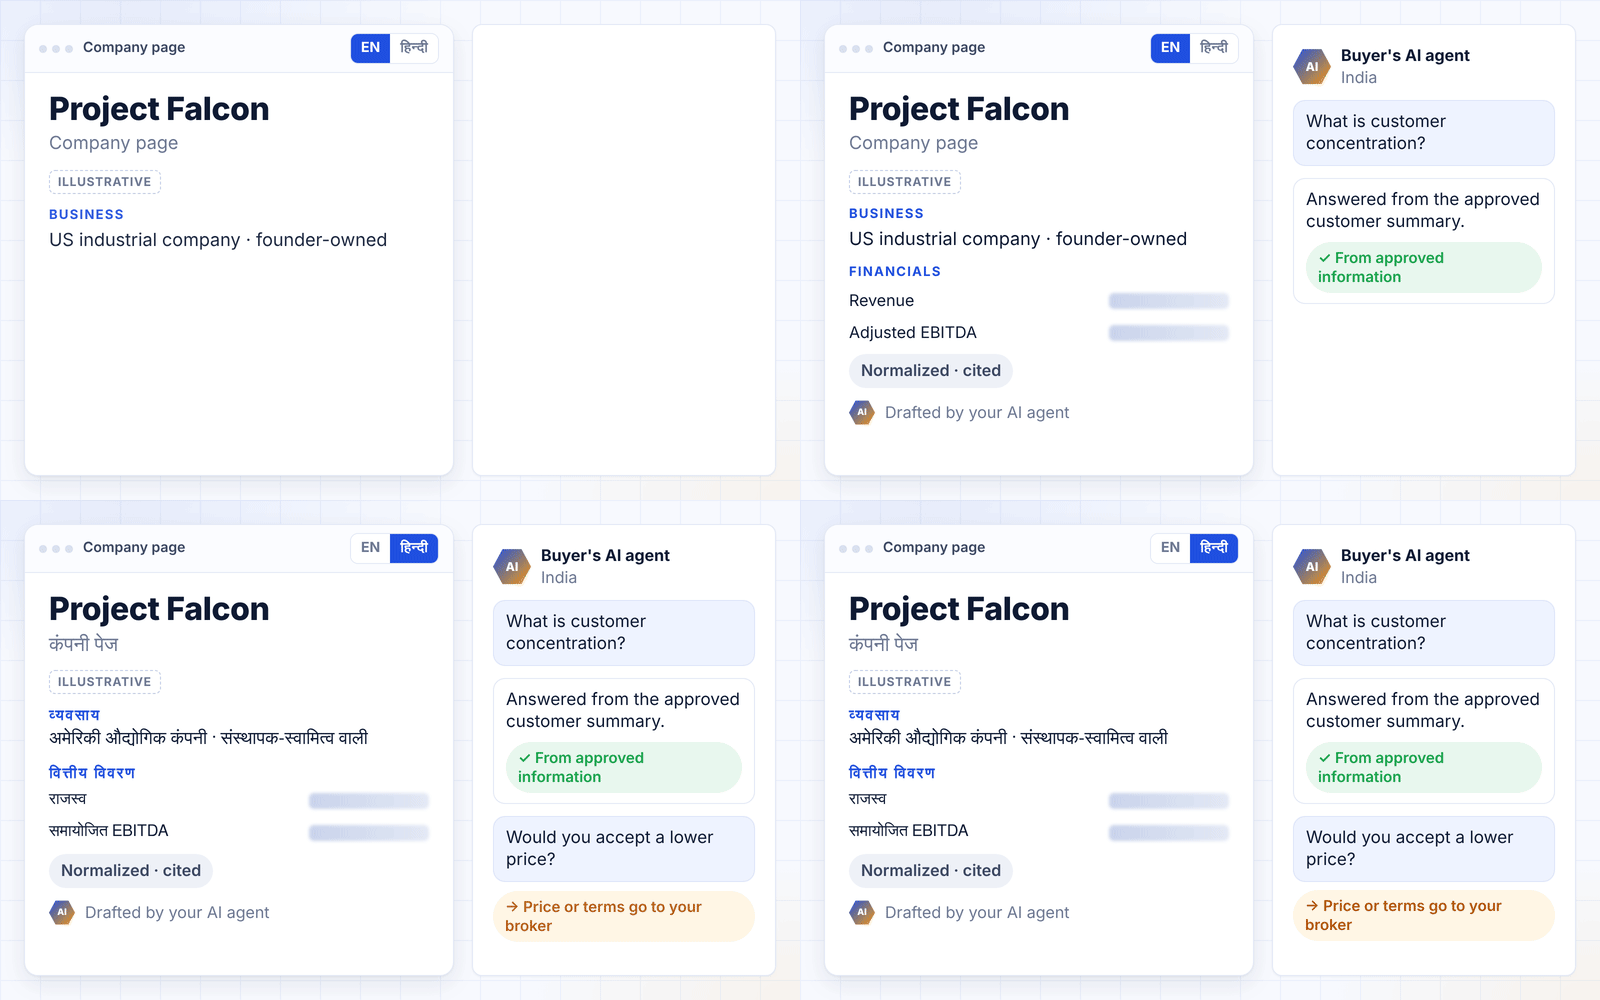 Company page
EN हिन्दी
Project Falcon
Company page
ILLUSTRATIVE
BUSINESS
US industrial company · founder-owned
Company page
EN हिन्दी
Project Falcon
Company page
ILLUSTRATIVE
BUSINESS
US industrial company · founder-owned
FINANCIALS
Revenue
Adjusted EBITDA
Normalized · cited
AI Drafted by your AI agent
AI
Buyer's AI agent
India
What is customer
concentration?
Answered from the approved
customer summary.
✓ From approved
information
Company page
EN हिन्दी
Project Falcon
कंपनी पेज
ILLUSTRATIVE
व्यवसाय
अमेरिकी औद्योगिक कंपनी · संस्थापक-स्वामित्व वाली
वित्तीय विवरण
राजस्व
समायोजित EBITDA
Normalized · cited
AI Drafted by your AI agent
AI
Buyer's AI agent
India
What is customer
concentration?
Answered from the approved
customer summary.
✓ From approved
information
Would you accept a lower
price?
→ Price or terms go to your
broker
Company page
EN हिन्दी
Project Falcon
कंपनी पेज
ILLUSTRATIVE
व्यवसाय
अमेरिकी औद्योगिक कंपनी · संस्थापक-स्वामित्व वाली
वित्तीय विवरण
राजस्व
समायोजित EBITDA
Normalized · cited
AI Drafted by your AI agent
AI
Buyer's AI agent
India
What is customer
concentration?
Answered from the approved
customer summary.
✓ From approved
information
Would you accept a lower
price?
→ Price or terms go to your
broker